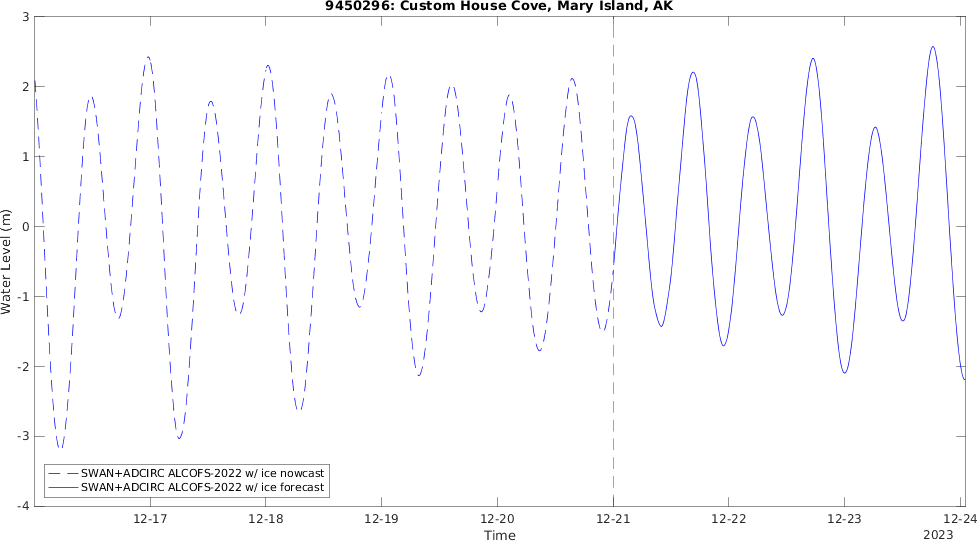 9450296: Custom House Cove, Mary Island, AK
3
2
1
0
-1
-2
-3
-4
Water Level (m)
SWAN+ADCIRC ALCOFS-2022 w/ ice nowcast
SWAN+ADCIRC ALCOFS-2022 w/ ice forecast
12-17 12-18 12-19 12-20 12-21 12-22 12-23 12-24
Time
2023